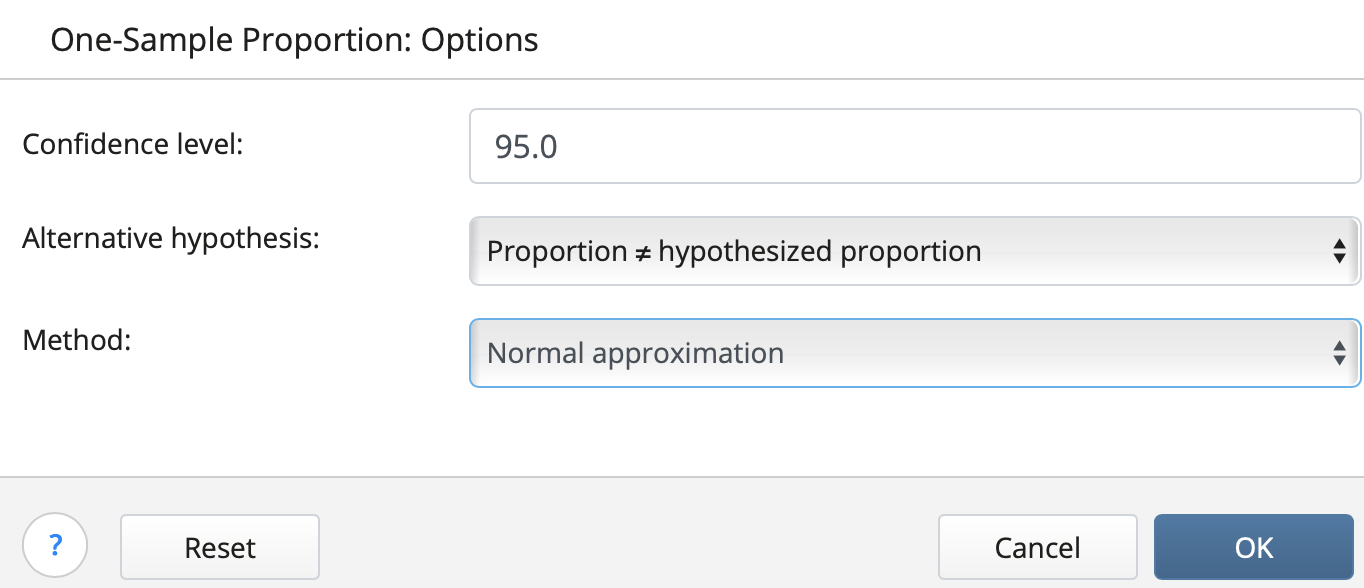 One-Sample Proportion: Options
Confidence level:
95.0
Alternative hypothesis:
Proportion ≠ hypothesized proportion
Method:
Normal approximation
?
Reset
Cancel
OK